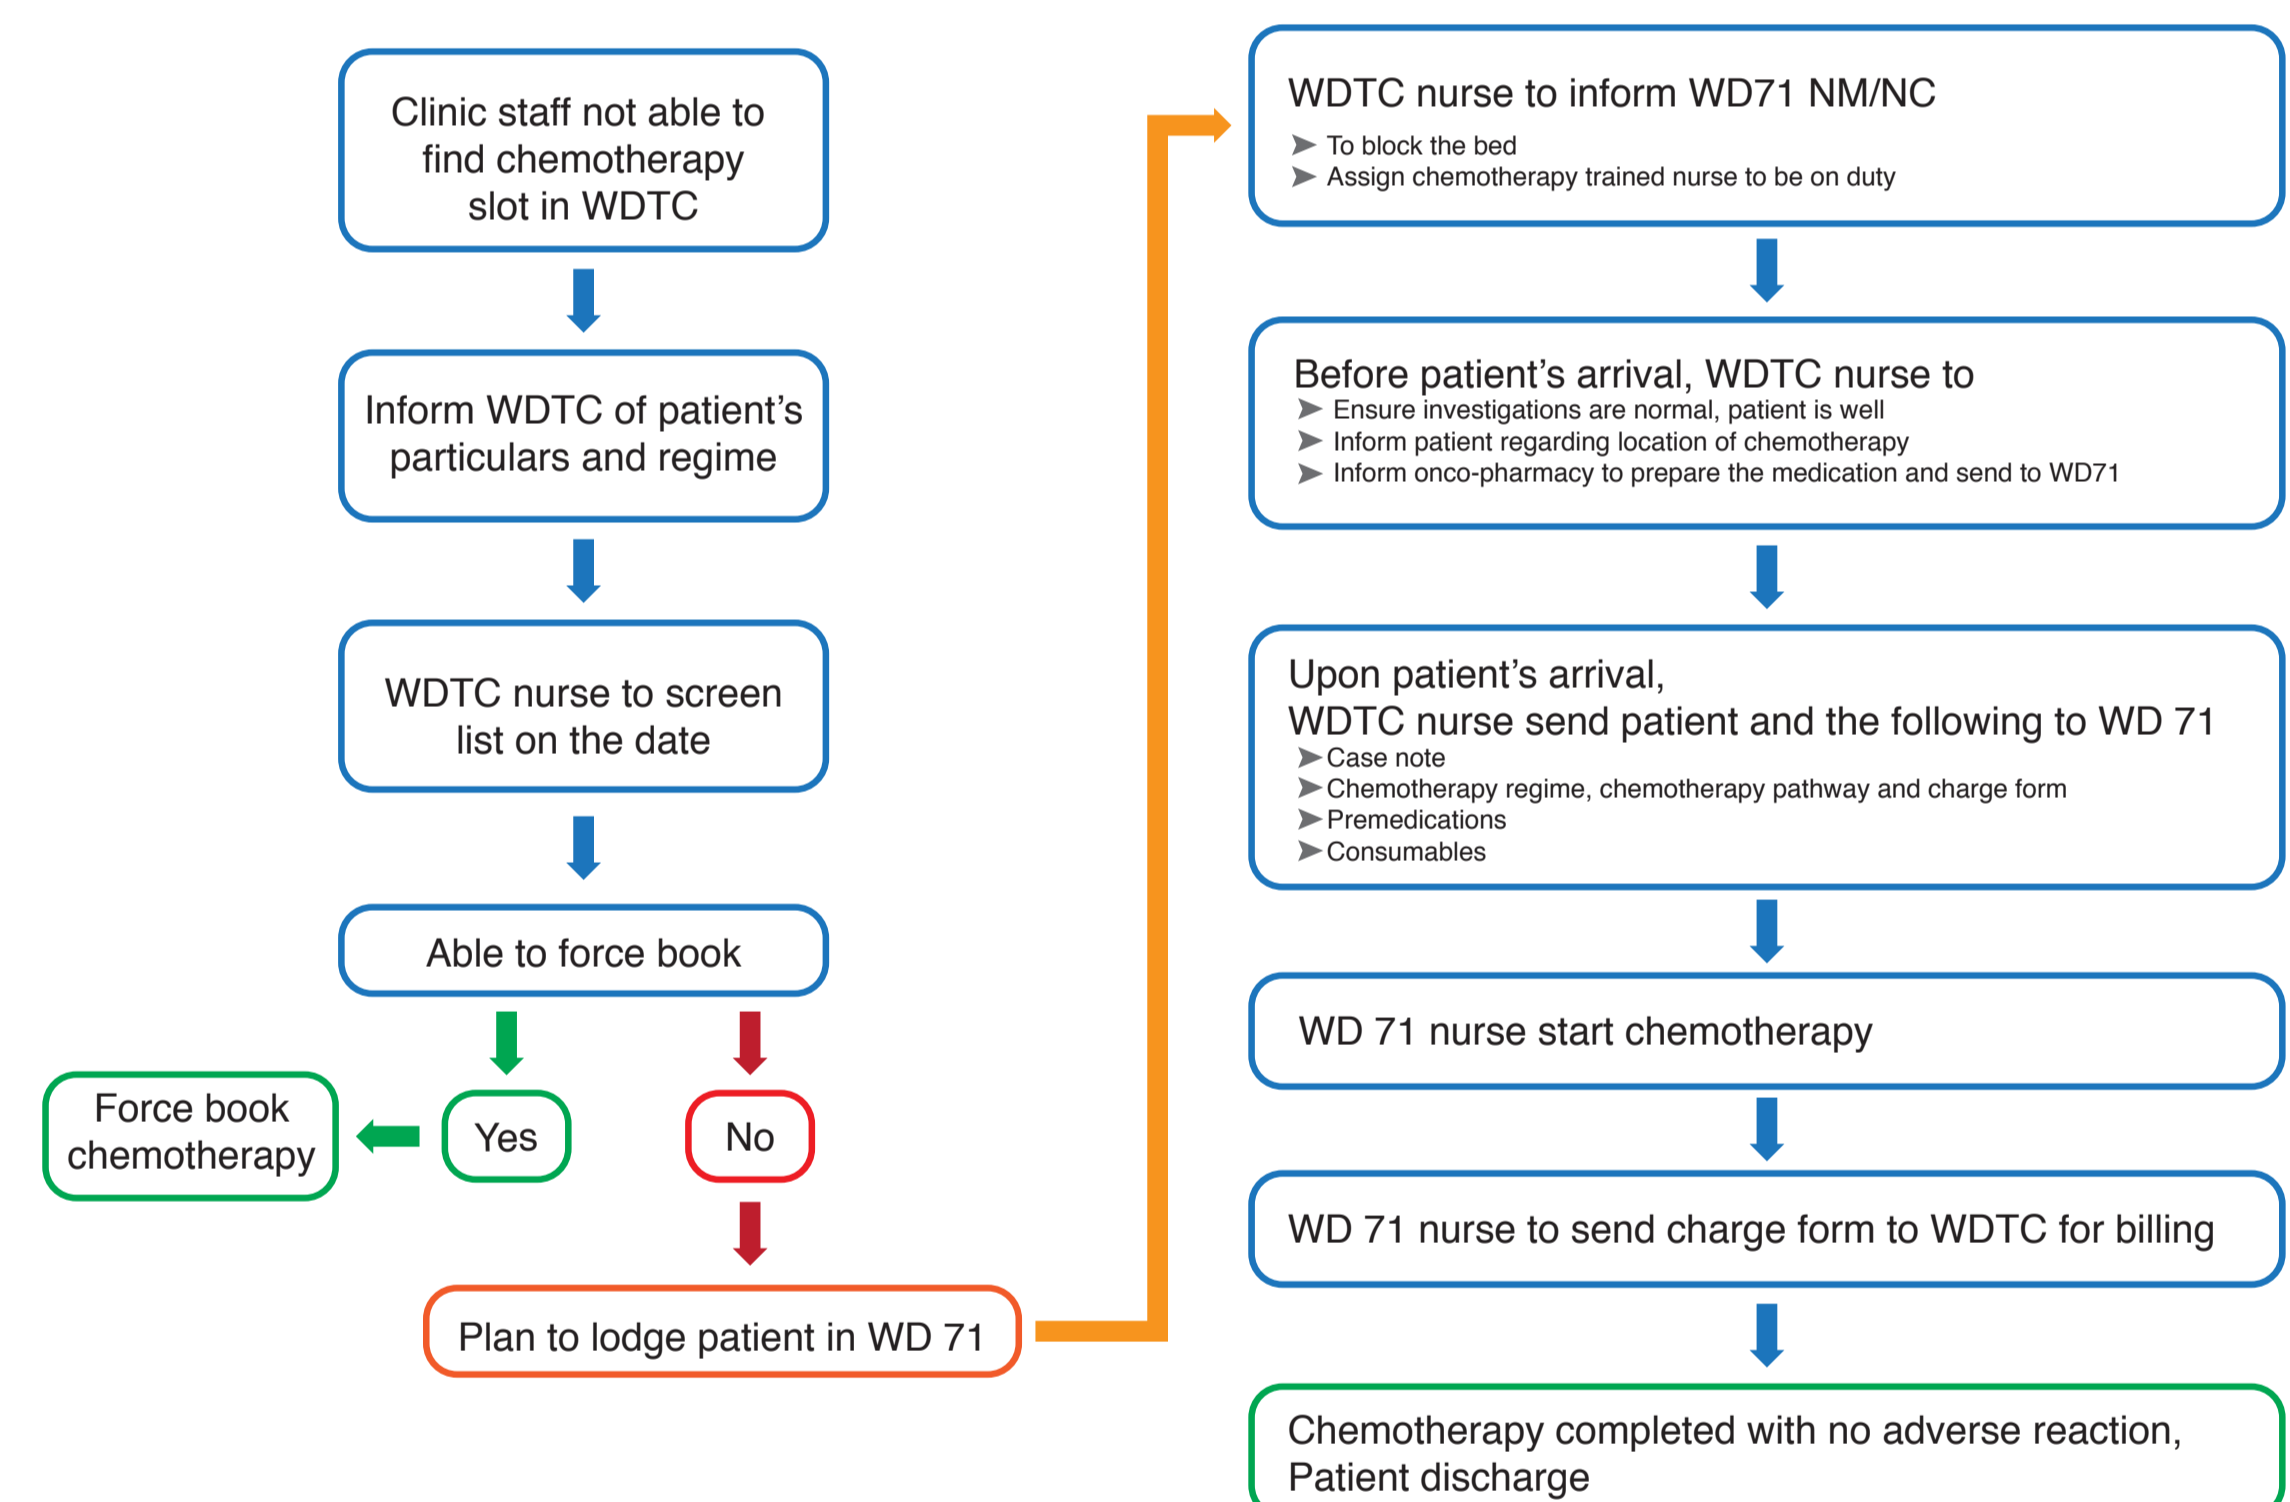 Clinic staff not able to
find chemotherapy
slot in WDTC
Inform WDTC of patient’s
particulars and regime
WDTC nurse to screen
list on the date
Able to force book
Yes
No
Force book
chemotherapy
Plan to lodge patient in WD 71
WDTC nurse to inform WD71 NM/NC
➤ To block the bed
➤ Assign chemotherapy trained nurse to be on duty
Before patient’s arrival, WDTC nurse to
➤ Ensure investigations are normal, patient is well
➤ Inform patient regarding location of chemotherapy
➤ Inform onco-pharmacy to prepare the medication and send to WD71
Upon patient’s arrival,
WDTC nurse send patient and the following to WD 71
➤ Case note
➤ Chemotherapy regime, chemotherapy pathway and charge form
➤ Premedications
➤ Consumables
WD 71 nurse start chemotherapy
WD 71 nurse to send charge form to WDTC for billing
Chemotherapy completed with no adverse reaction,
Patient discharge